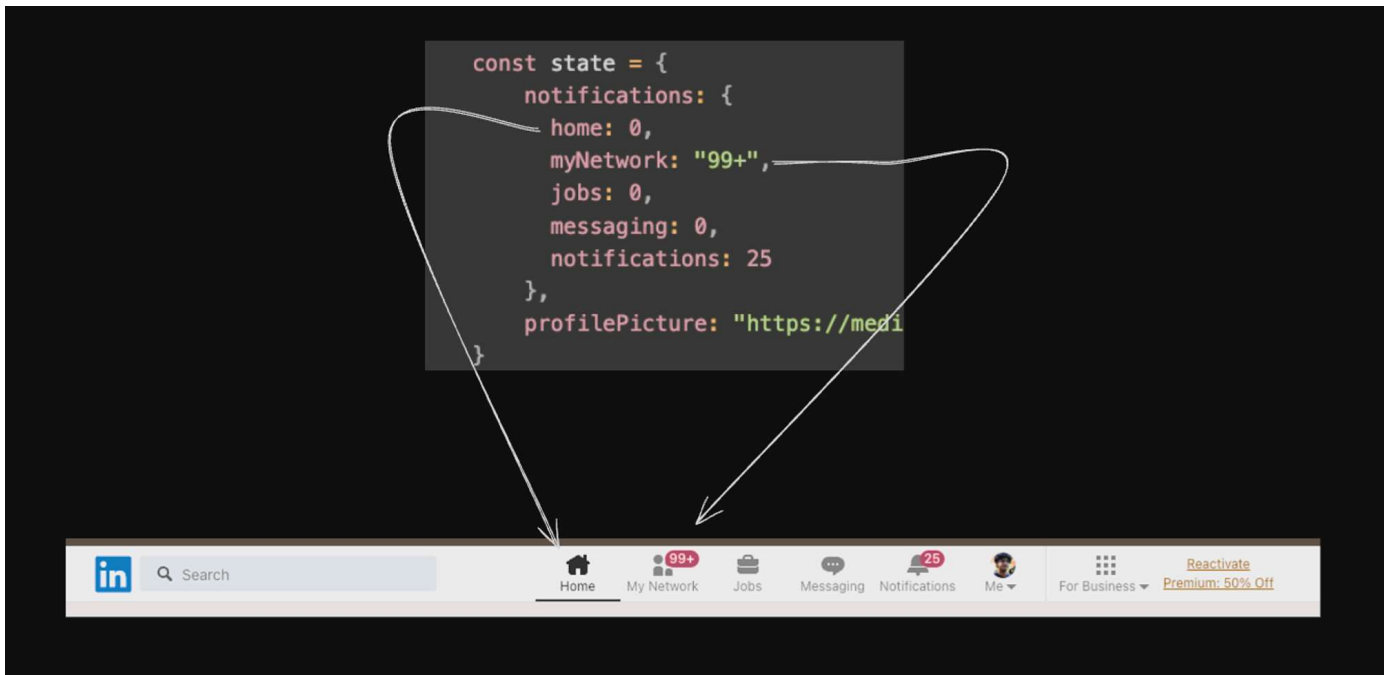 const state = {
notifications: {
home: 0,
myNetwork: "99+",
jobs: 0,
messaging: 0,
notifications: 25
},
profilePicture: "https://medi
}
in
Search
99+
25
Home
My Network
Jobs
Messaging
Notifications
Me
For Business
Reactivate
Premium: 50% Off